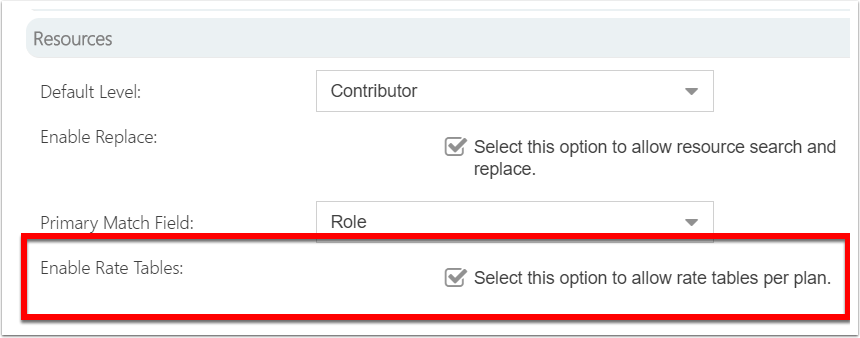 Resources
Default Level:
Contributor
Enable Replace:
Select this option to allow resource search and
replace.
Primary Match Field:
Role
Enable Rate Tables:
Select this option to allow rate tables per plan.